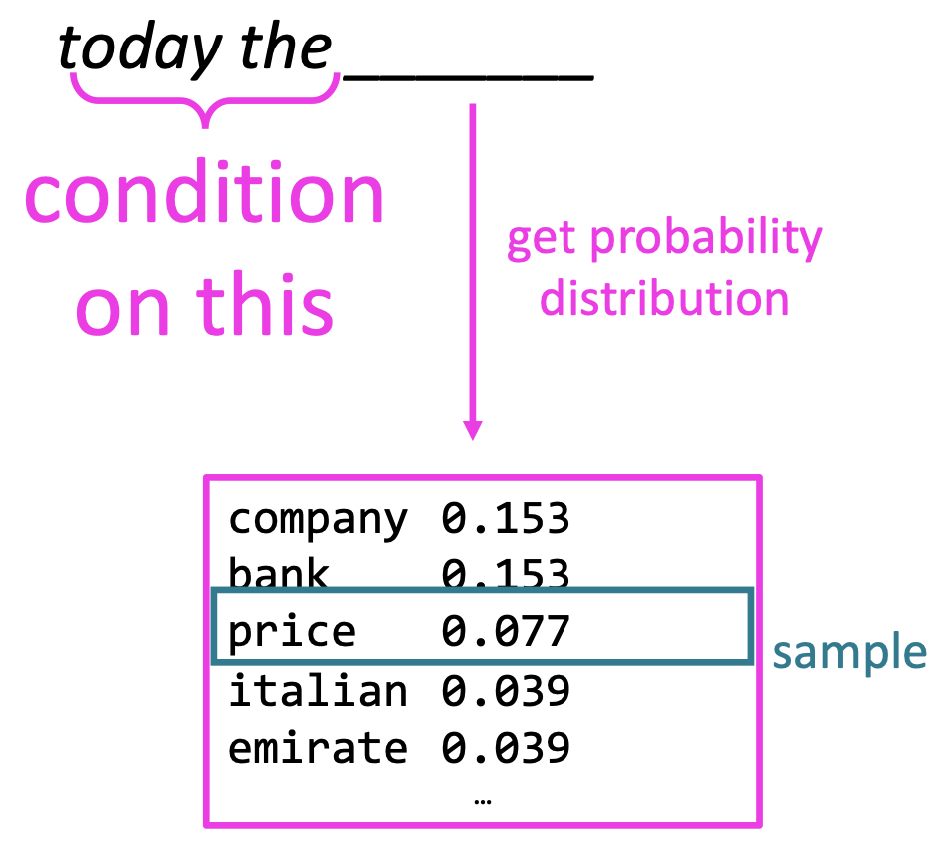 today the _______
condition
on this
get probability
distribution
company 0.153
bank 0.153
price 0.077
italian 0.039
emirate 0.039
…
sample